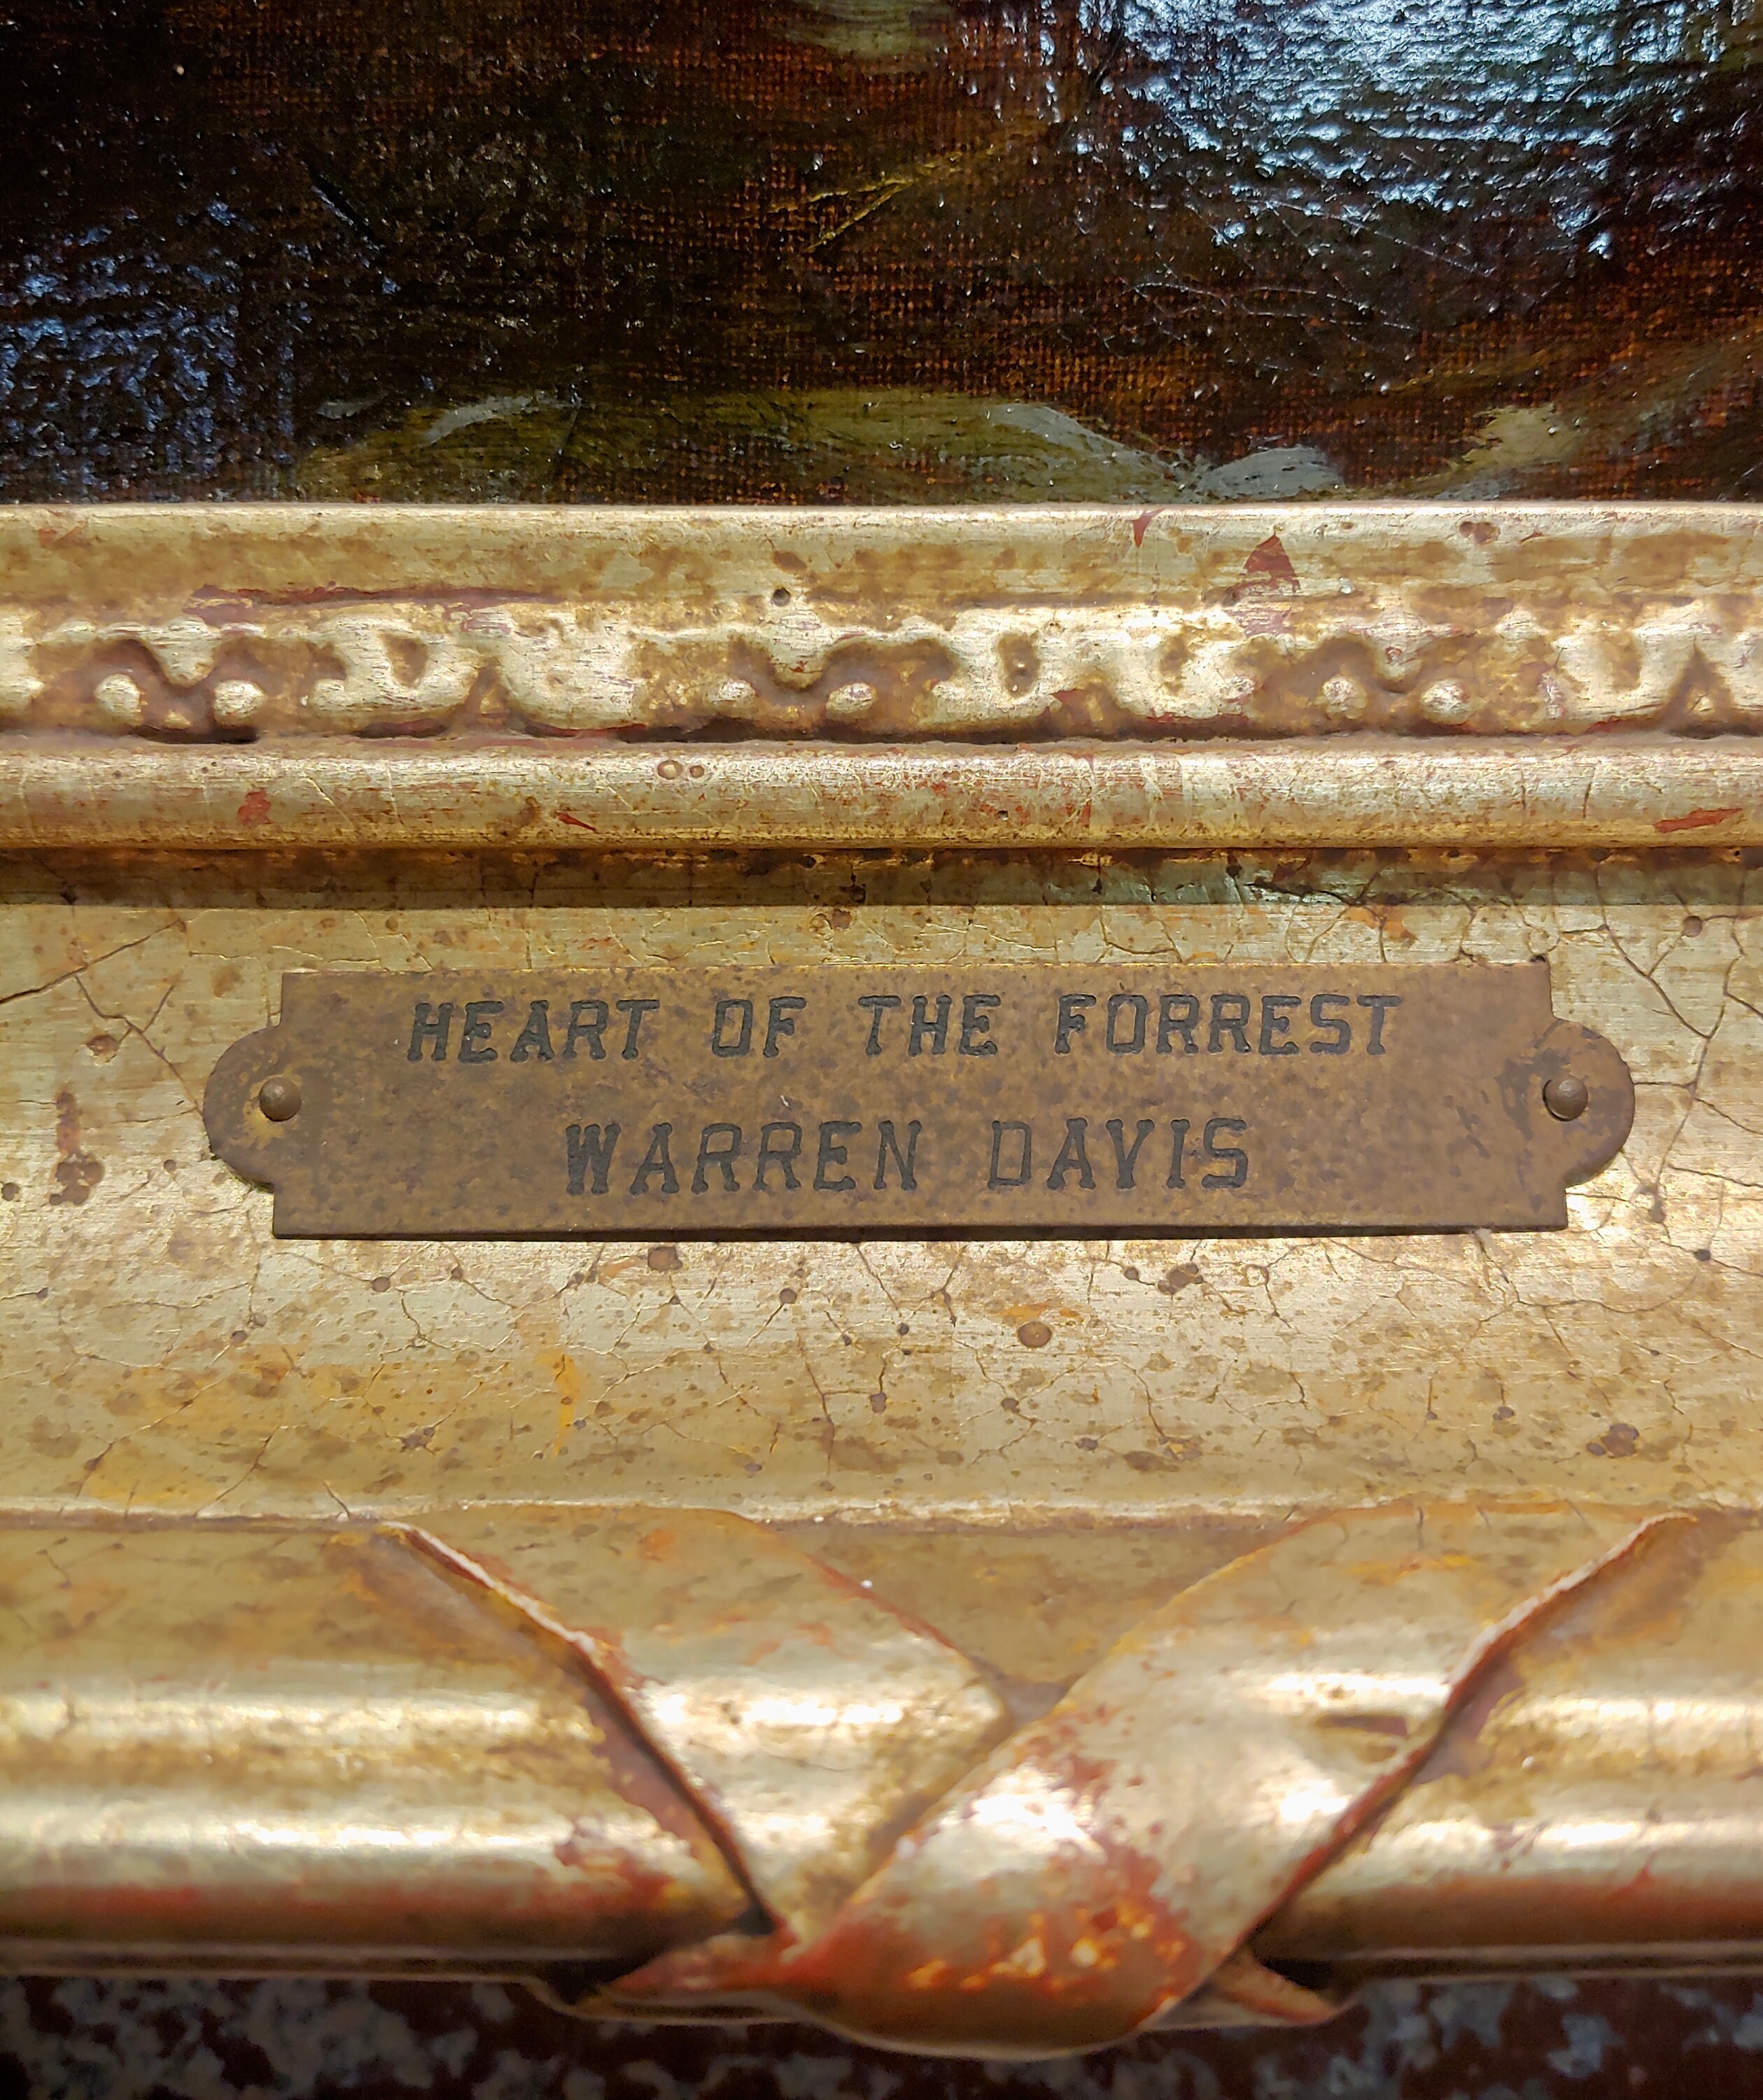 HEART OF THE FORREST
WARREN DAVIS